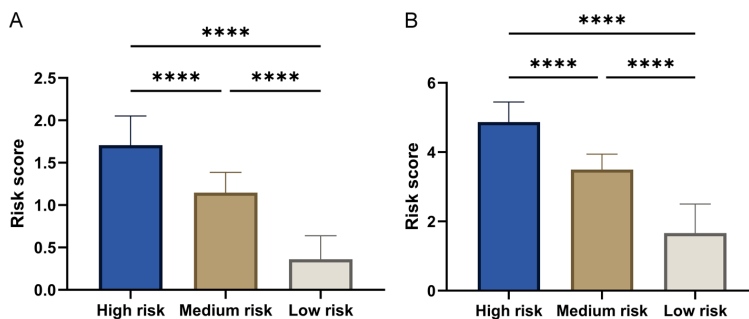 A
****
**** ****
Risk score
2.5
2.0
1.5
1.0
0.5
0.0
High risk Medium risk Low risk
B
****
**** ****
Risk score
6
4
2
0
High risk Medium risk Low risk